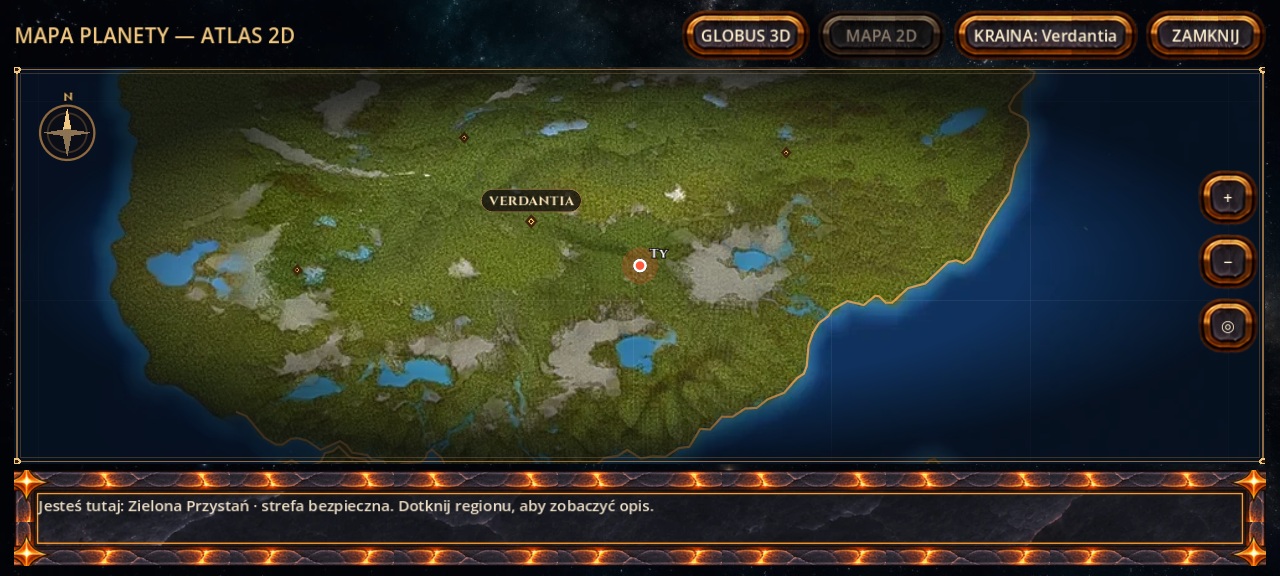 MAPA PLANETY — ATLAS 2D
GLOBUS 3D
MAPA 2D
KRAINA: Verdantia
ZAMKNIJ
N
VERDANTIA
Ty
+
−
◎
Jesteś tutaj: Zielona Przystań · strefa bezpieczna. Dotknij regionu, aby zobaczyć opis.